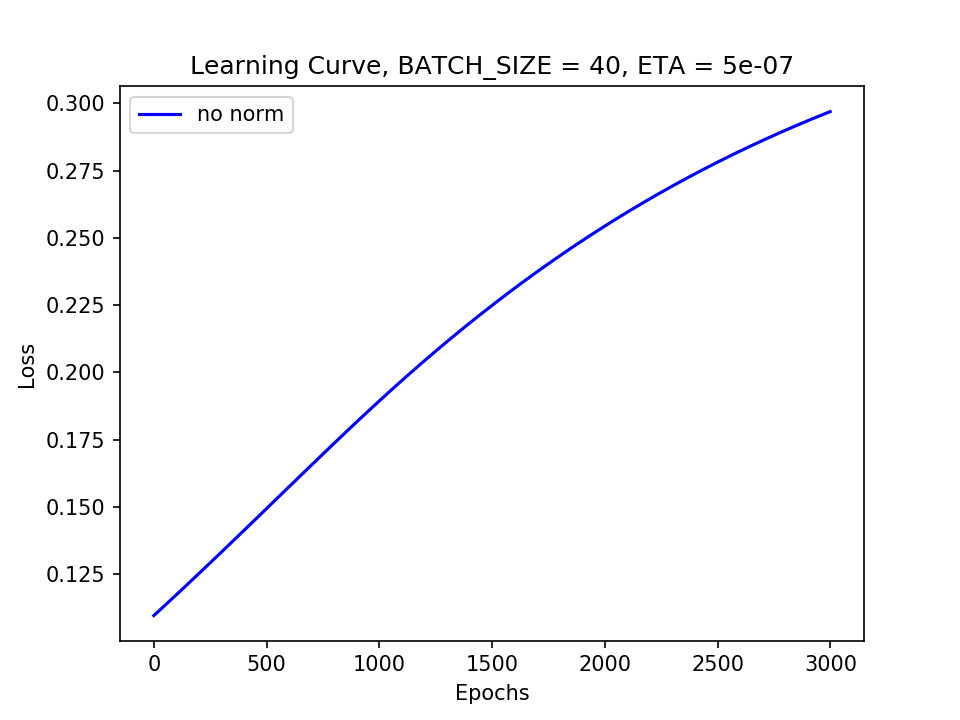 Learning Curve, BATCH_SIZE = 40, ETA = 5e-07
no norm
0.300
0.275
0.250
0.225
0.200
0.175
0.150
0.125
Loss
0 500 1000 1500 2000 2500 3000
Epochs